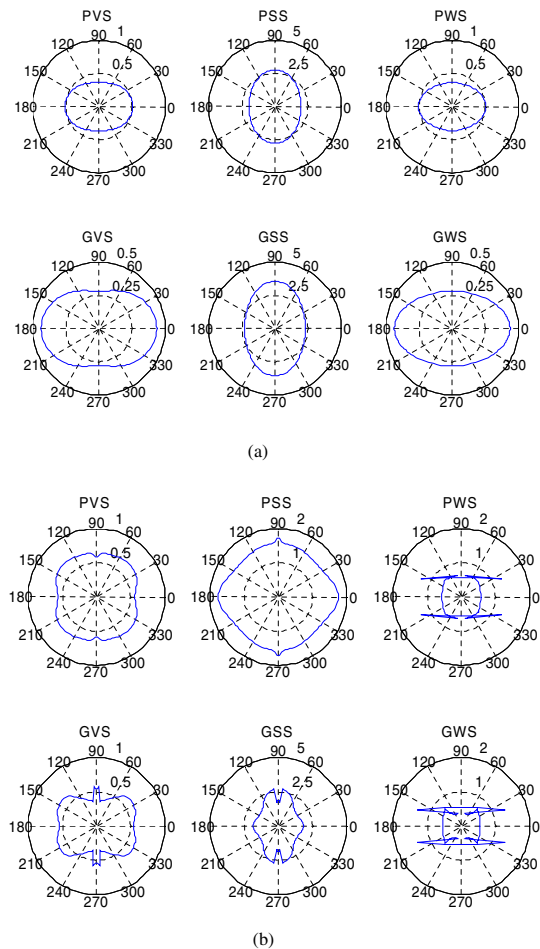 PVS PSS PWS
90 1 90 5 90 1
120 60 120 60 120 60
150 0.5 30 150 2.5 30 150 0.5 30
180 0 180 0 180 0
210 330 210 330 210 330
240 300 240 300 240 300
270 270 270
GVS GSS GWS
90 0.5 90 5 90 0.5
120 60 120 60 120 60
150 0.25 30 150 2.5 30 150 0.25 30
180 0 180 0 180 0
210 330 210 330 210 330
240 300 240 300 240 300
270 270 270
(a)
PVS PSS PWS
90 1 90 2 90 2
120 60 120 60 120 60
150 0.5 30 150 1 30 150 1 30
180 0 180 0 180 0
210 330 210 330 210 330
240 300 240 300 240 300
270 270 270
GVS GSS GWS
90 1 90 5 90 2
120 60 120 60 120 60
150 0.5 30 150 2.5 30 150 1 30
180 0 180 0 180 0
210 330 210 330 210 330
240 300 240 300 240 300
270 270 270
(b)